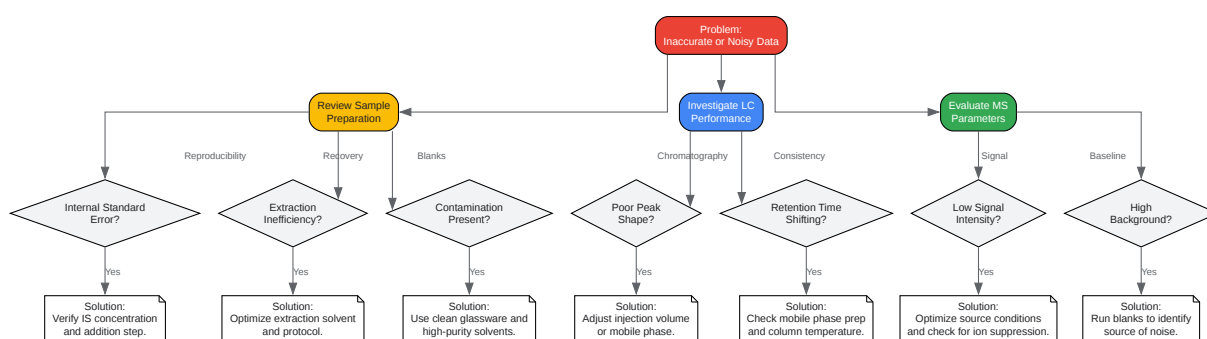 Problem:
Inaccurate or Noisy Data
Review Sample
Preparation
Investigate LC
Performance
Evaluate MS
Parameters
Reproducibility
Recovery
Blanks
Chromatography
Consistency
Signal
Baseline
Internal Standard
Error?
Extraction
Inefficiency?
Contamination
Present?
Poor Peak
Shape?
Retention Time
Shifting?
Low Signal
Intensity?
High
Background?
Yes
Yes
Yes
Yes
Yes
Yes
Yes
Solution:
Verify IS concentration
and addition step.
Solution:
Optimize extraction solvent
and protocol.
Solution:
Use clean glassware and
high-purity solvents.
Solution:
Adjust injection volume
or mobile phase.
Solution:
Check mobile phase prep
and column temperature.
Solution:
Optimize source conditions
and check for ion suppression.
Solution:
Run blanks to identify
source of noise.